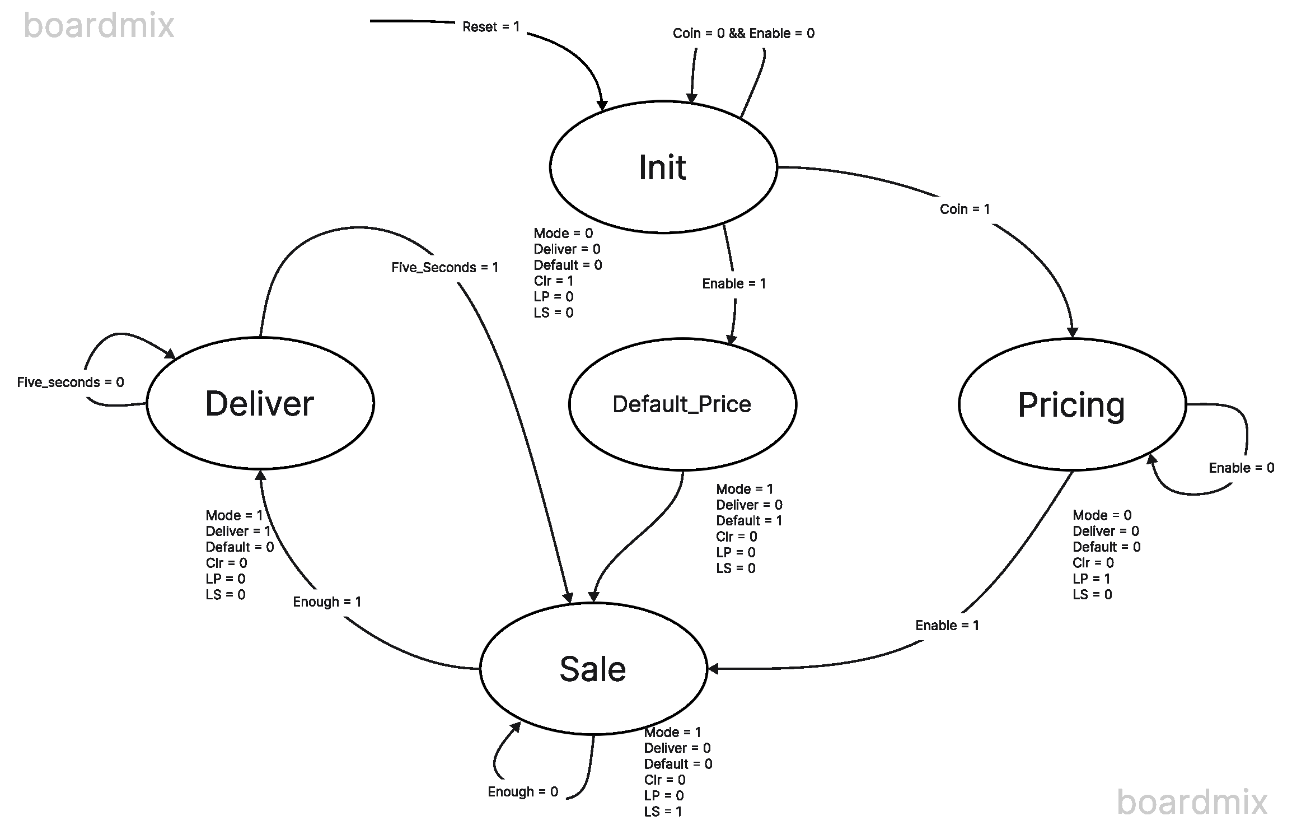 boardmix
Reset = 1
Coin = 0 && Enable = 0
Init
Coin = 1
Mode = 0
Deliver = 0
Default = 0
Clr = 1
LP = 0
LS = 0
Five_Seconds = 1
Enable = 1
Five_seconds = 0
Deliver
Default_Price
Pricing
Enable = 0
Mode = 1
Deliver = 1
Default = 0
Clr = 0
LP = 0
LS = 0
Mode = 1
Deliver = 0
Default = 1
Clr = 0
LP = 0
LS = 0
Mode = 0
Deliver = 0
Default = 0
Clr = 0
LP = 1
LS = 0
Enough = 1
Enable = 1
Sale
Mode = 1
Deliver = 0
Default = 0
Clr = 0
LP = 0
LS = 1
Enough = 0
boardmix